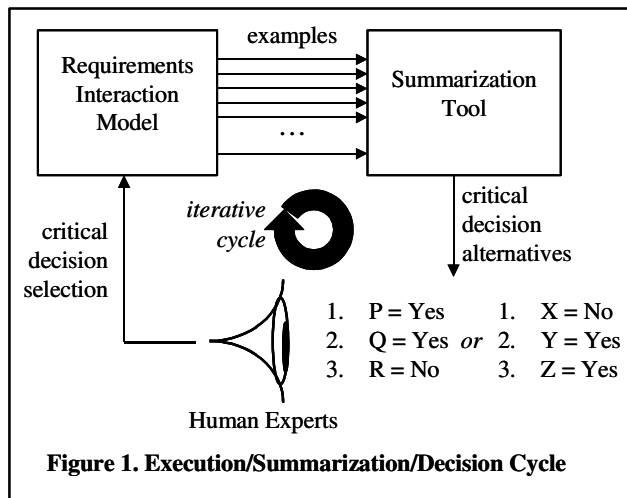 examples
Requirements
Interaction
Model
Summarization
Tool
…
iterative
cycle
critical
decision
selection
critical
decision
alternatives
1. P = Yes 1. X = No
2. Q = Yes or 2. Y = Yes
3. R = No 3. Z = Yes
Human Experts
Figure 1. Execution/Summarization/Decision Cycle